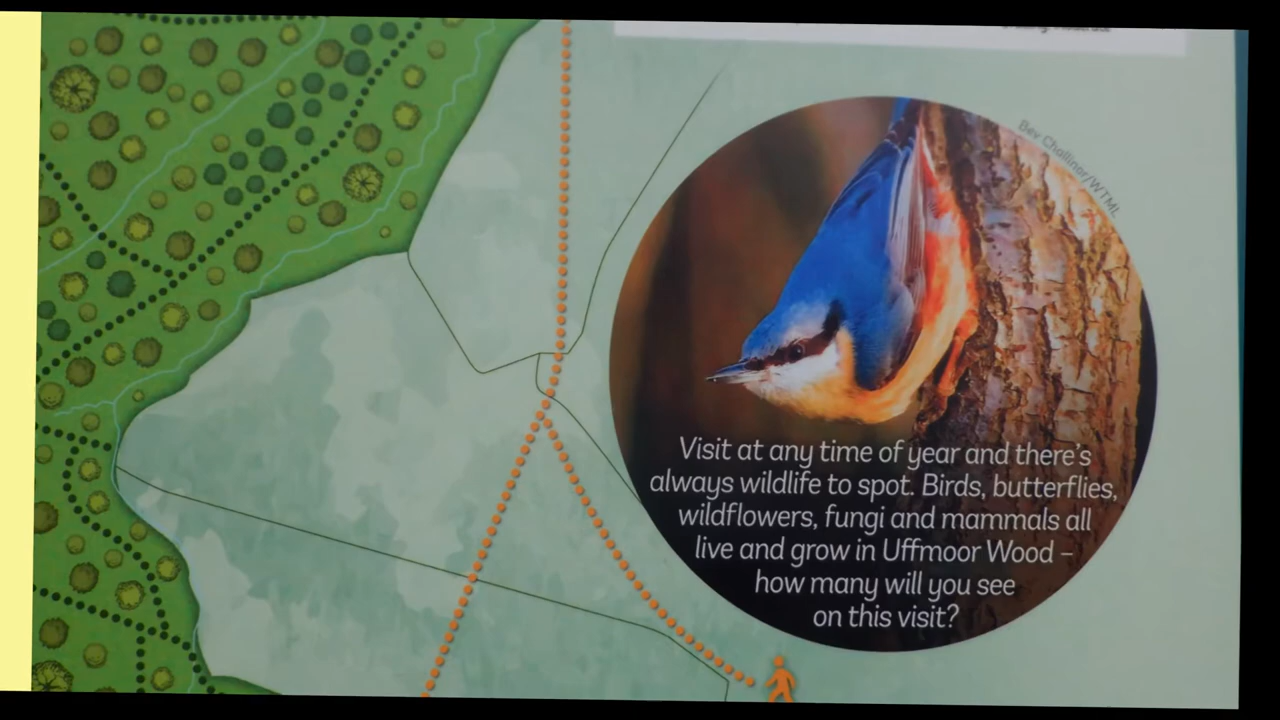 Bev Challinor/WTML
Visit at any time of year and there's
always wildlife to spot. Birds, butterflies,
wildflowers, fungi and mammals all
live and grow in Uffmoor Wood –
how many will you see
on this visit?